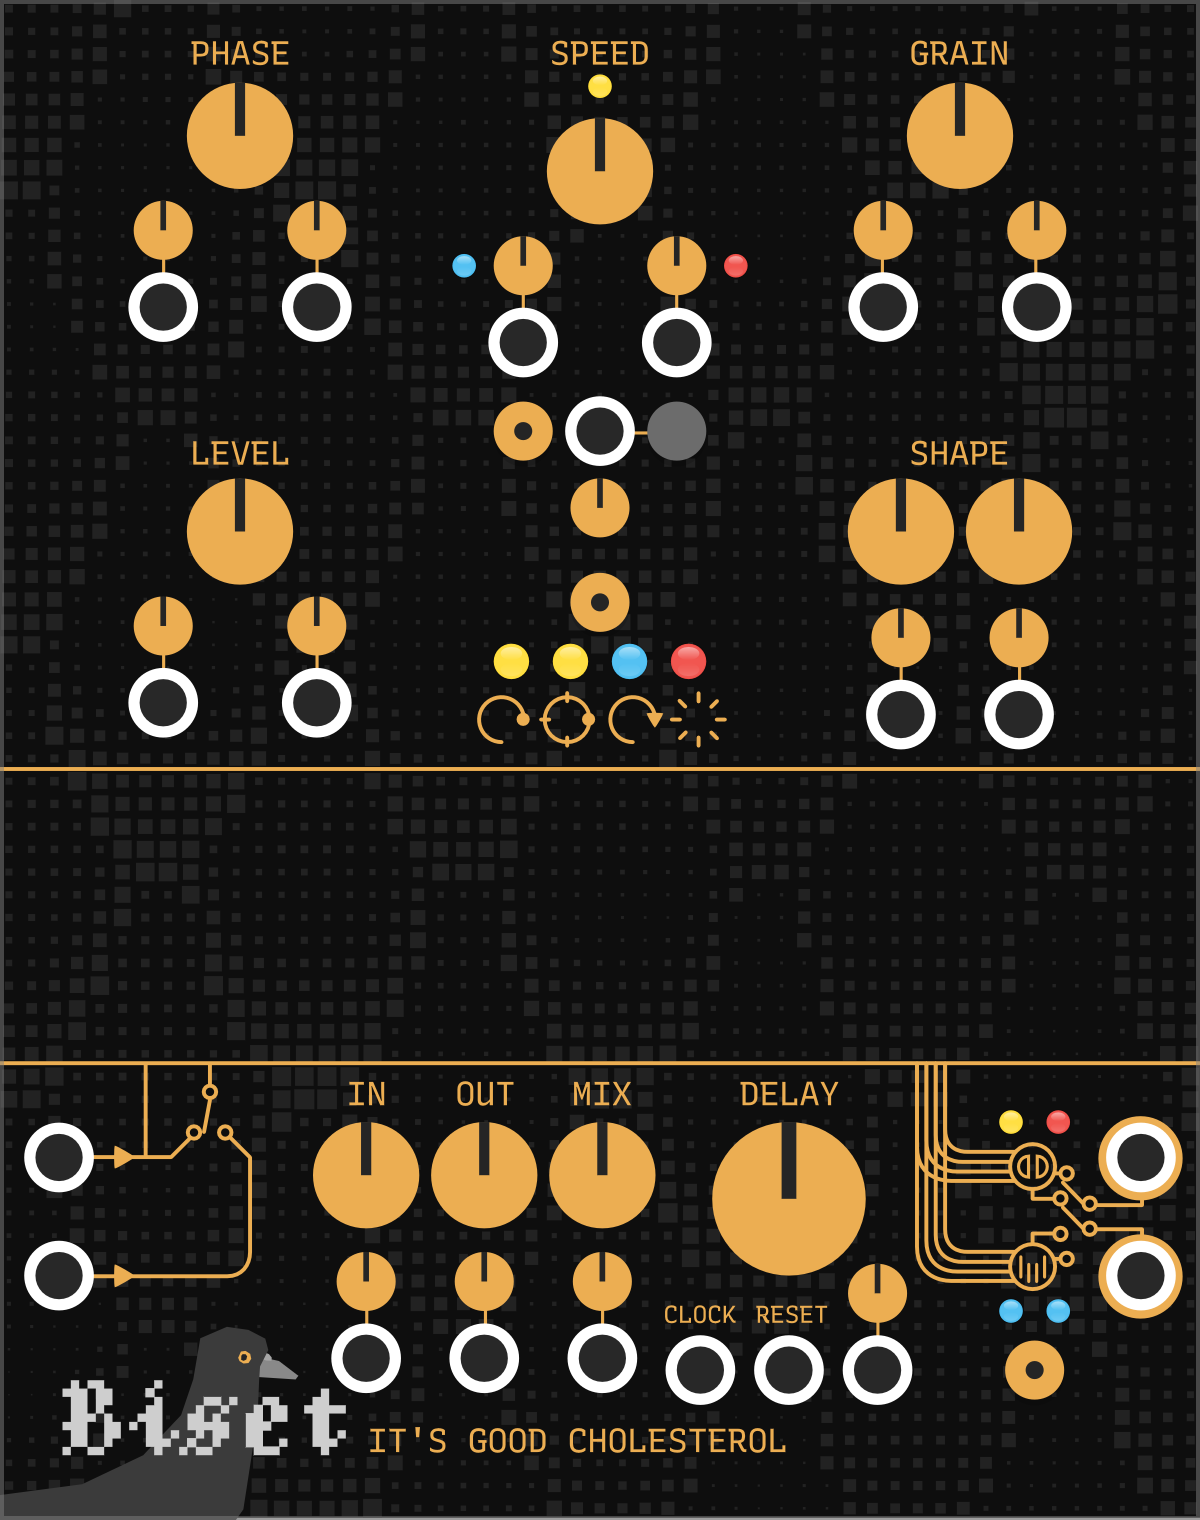 PHASE
SPEED
GRAIN
LEVEL
SHAPE
IN
OUT
MIX
DELAY
CLOCK
RESET
Biset
IT'S GOOD CHOLESTEROL